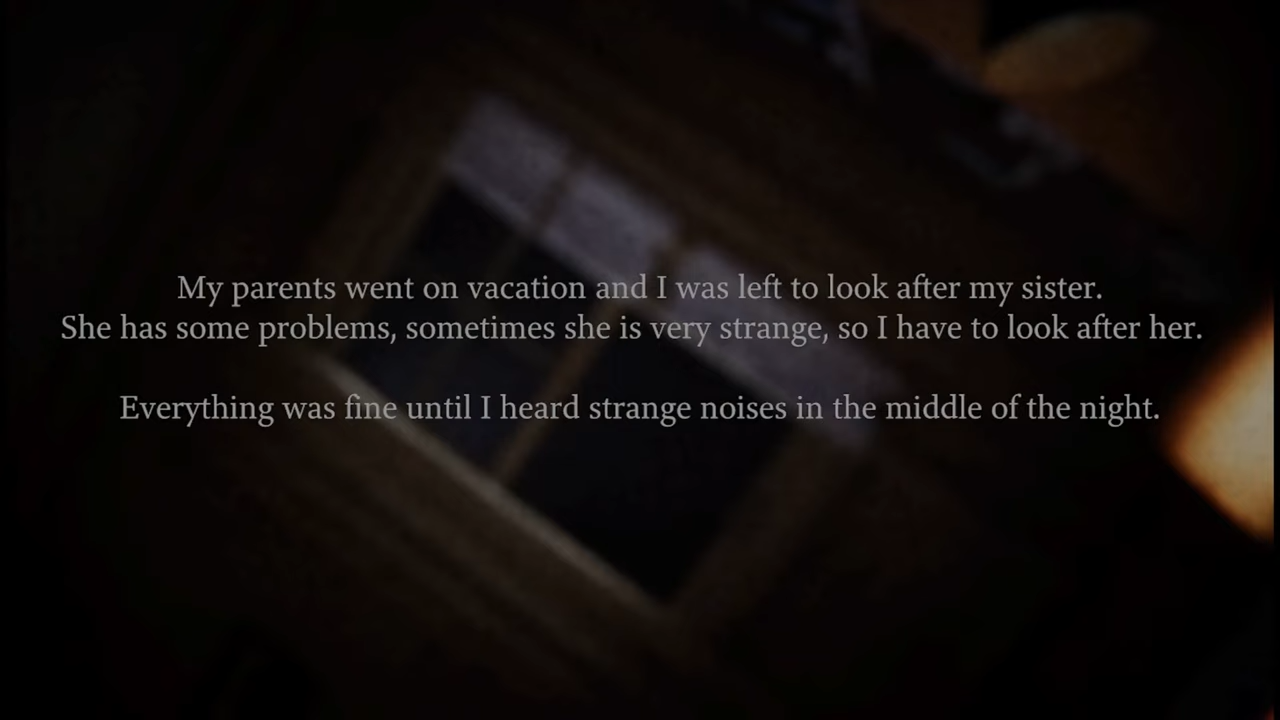 My parents went on vacation and I was left to look after my sister.
She has some problems, sometimes she is very strange, so I have to look after her.
Everything was fine until I heard strange noises in the middle of the night.